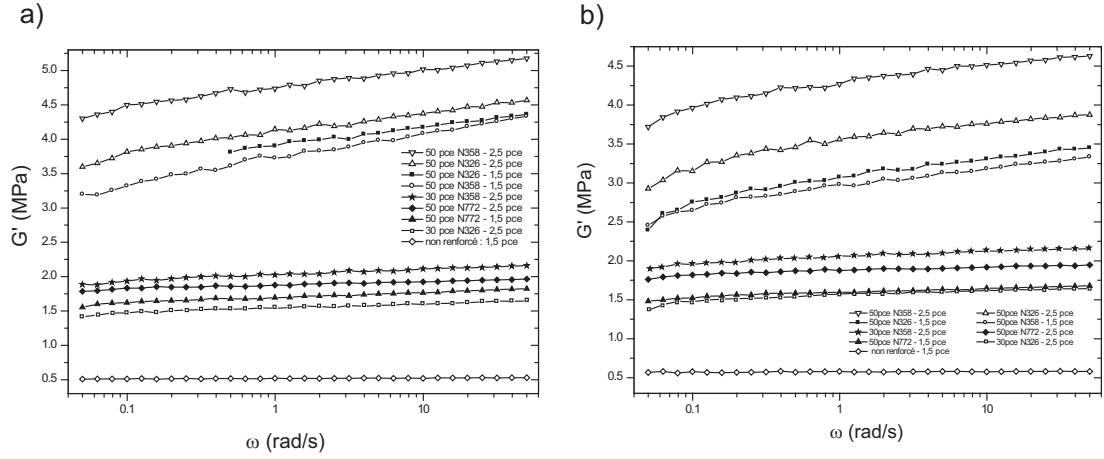 a)
5.0
4.5
4.0
3.5
3.0
2.5
2.0
1.5
1.0
0.5
G' (MPa)
50 pce N358 - 2,5 pce
50 pce N326 - 2,5 pce
50 pce N326 - 1,5 pce
50 pce N358 - 1,5 pce
30 pce N358 - 2,5 pce
50 pce N772 - 2,5 pce
50 pce N772 - 1,5 pce
30 pce N326 - 2,5 pce
non renforcé : 1,5 pce
0.1 1 10
ω (rad/s)
b)
4.5
4.0
3.5
3.0
2.5
2.0
1.5
1.0
0.5
G' (MPa)
50pce N358 - 2,5 pce 50pce N326 - 2,5 pce
50pce N326 - 1,5 pce 50pce N358 - 1,5 pce
30pce N358 - 2,5 pce 50pce N772 - 2,5 pce
50pce N772 - 1,5 pce 30pce N326 - 2,5 pce
non renforcé - 1,5 pce
0.1 1 10
ω (rad/s)